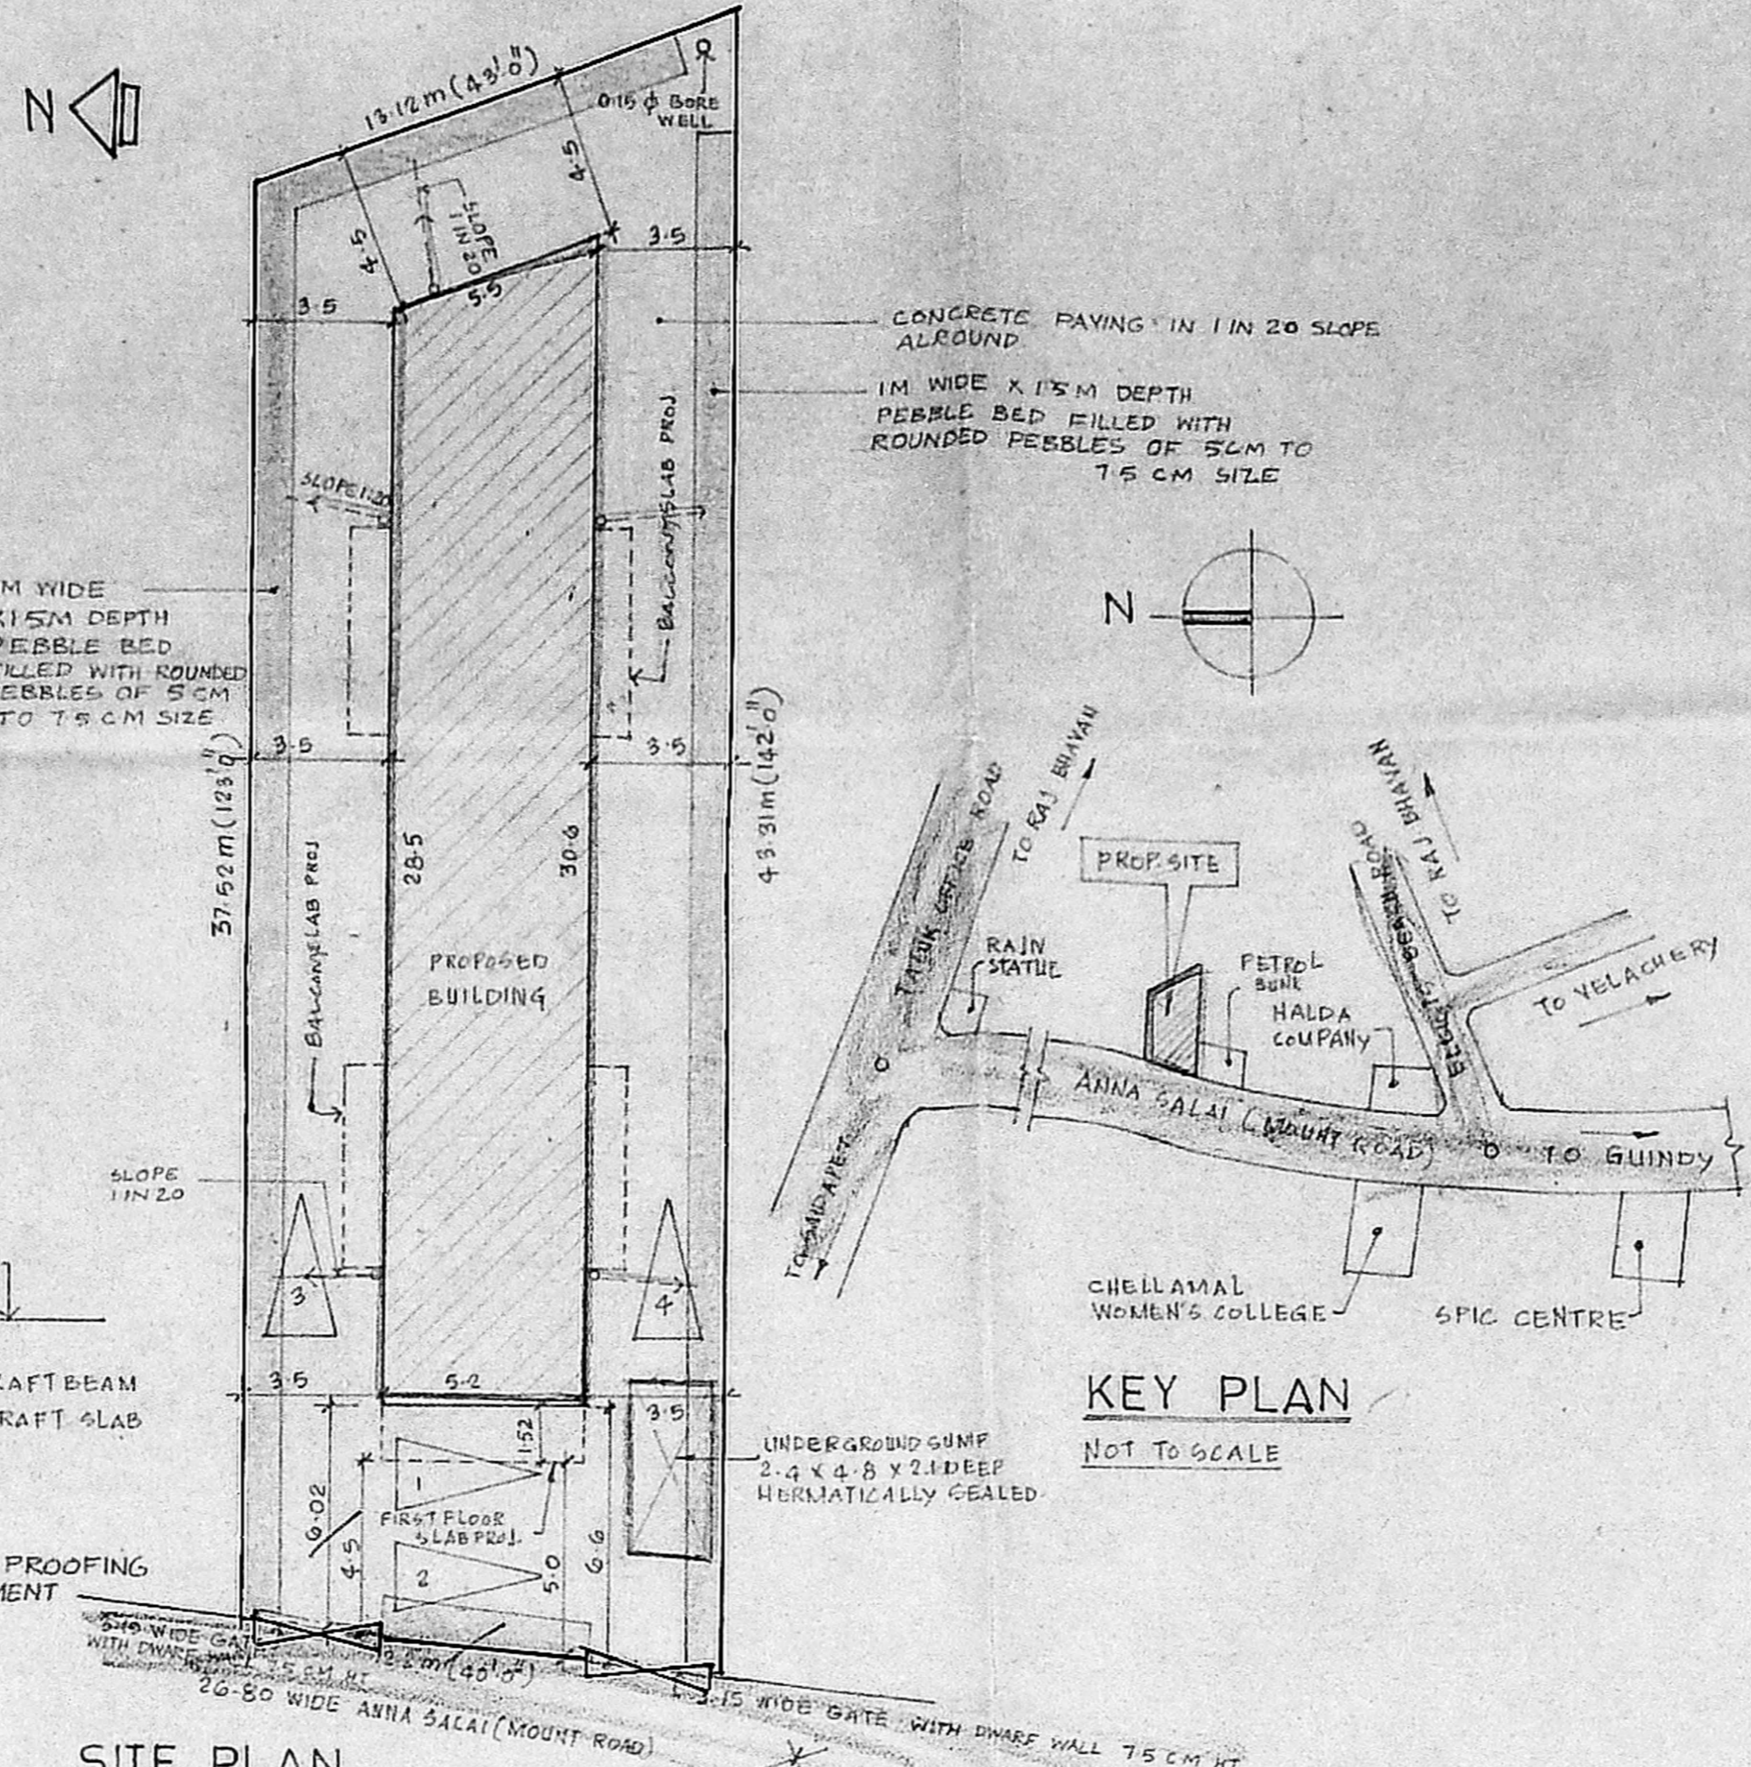 N
13.12m (43'.0")
0.15 ϕ BORE
WELL
4.5
4.5
SLOPE
1 IN 20
5.5
3.5
3.5
CONCRETE PAVING IN 1 IN 20 SLOPE
ALROUND
1M WIDE X 1.5M DEPTH
PEBBLE BED FILLED WITH
ROUNDED PEBBLES OF 5CM TO
7.5 CM SIZE
SLOPE 1:20
BALCONY SLAB PROJ
M WIDE
X1.5M DEPTH
PEBBLE BED
FILLED WITH ROUNDED
PEBBLES OF 5 CM
TO 7.5 CM SIZE
3.5
3.5
37.52m (123'.0")
28.5
30.6
43.31m (142'.0")
BALCONY SLAB PROJ
PROPOSED
BUILDING
SLOPE
1 IN 20
3
4
3.5
5.2
3.5
RAFT BEAM
RAFT SLAB
1.52
1
6.02
4.5
FIRST FLOOR
SLAB PROJ.
5.0
6.6
2
UNDERGROUND SUMP
2.4 X 4.8 X 2.1 DEEP
HERMATICALLY SEALED
PROOFING
WIDE GATE
WITH DWARF WALL 75 CM HT
(40'.0")
3.15 WIDE GATE WITH DWARF WALL 75 CM HT
26.80 WIDE ANNA SALAI (MOUNT ROAD)
SITE PLAN
N
TALUK OFFICE ROAD
TO RAJ BHAVAN
PROP. SITE
ROAD
TO RAJ BHAVAN
RAJN
STATUE
PETROL
BUNK
HALDA
COMPANY
TO VELACHERY
ANNA SALAI (MOUNT ROAD)
TO GUINDY
TO SAIDAPET
CHELLAMAL
WOMEN'S COLLEGE
SPIC CENTRE
KEY PLAN
NOT TO SCALE